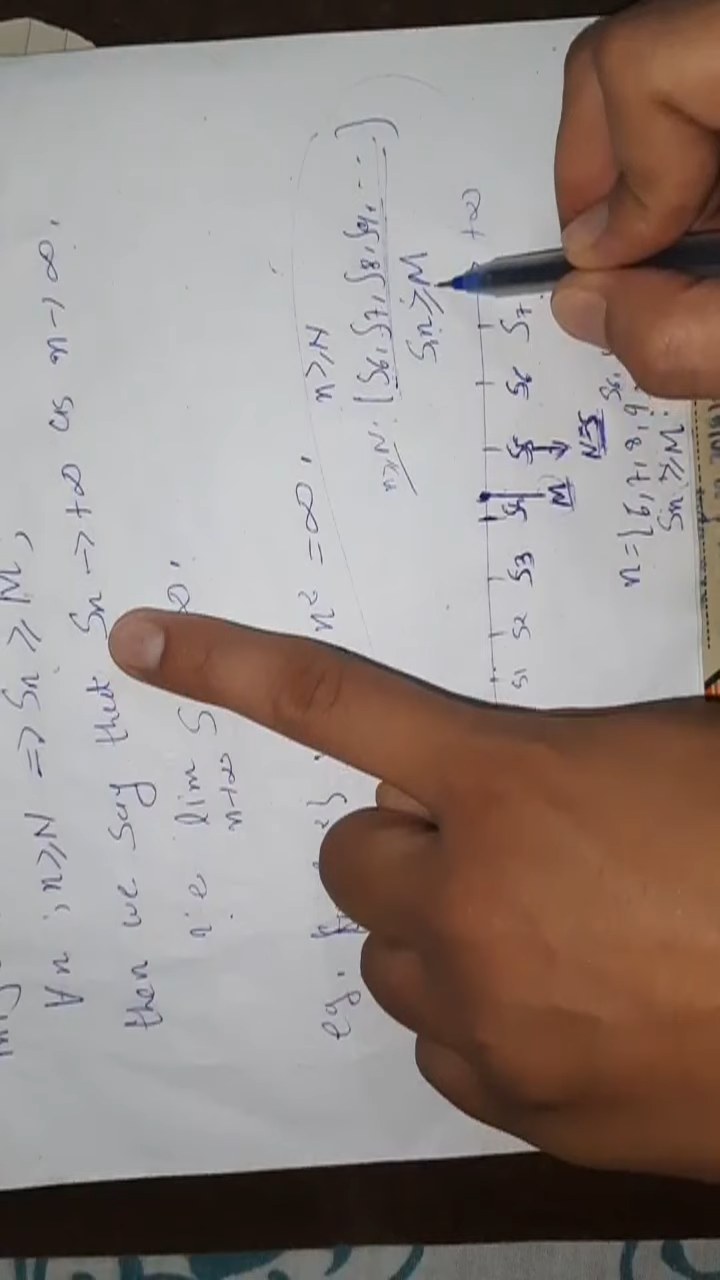 ∀n ; n≥N => Sn ≥ M,
then we say that Sn → +∞ as n→∞.
i.e lim S ∞.
n→∞
eg. n² = ∞. n≥N
n≥N. {S6, S7, S8, S9, ...}
Sn ≥ M
+∞
S1 S2 S3 S4 S5 S6 S7
M
N=5
n={6,7,8,9
Sn ≥ M.